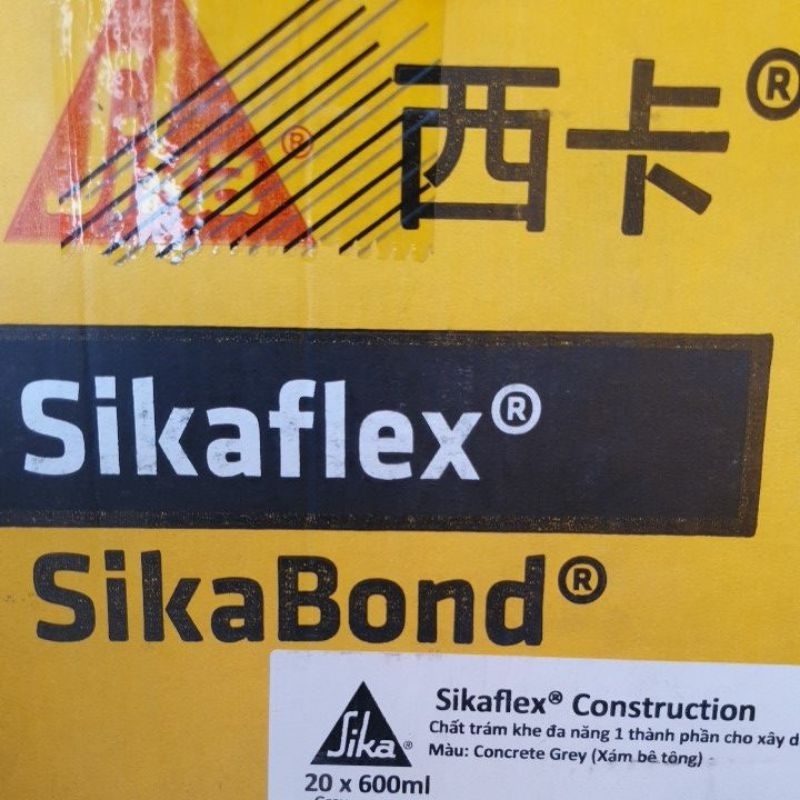 Sika®
西卡®
Sikaflex®
SikaBond®
Sikaflex® Construction
Chất trám khe đa năng 1 thành phần cho xây
Màu: Concrete Grey (Xám bê tông)
Sika®
20 x 600ml